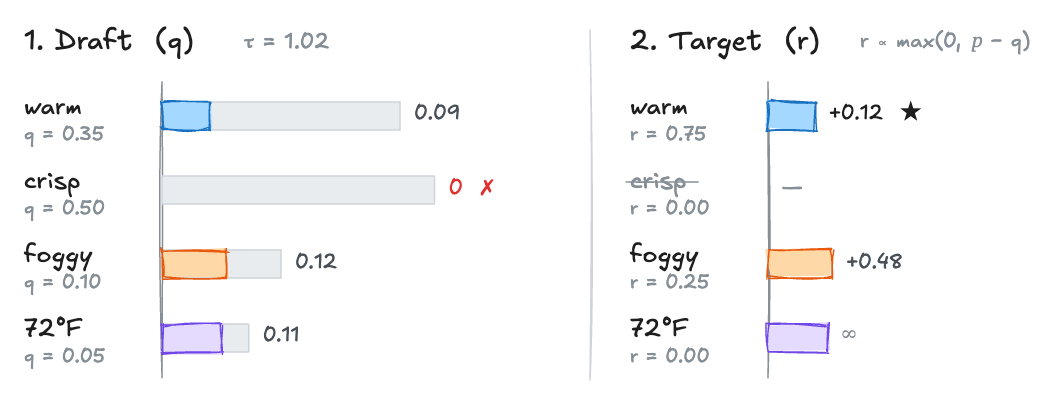 1. Draft (q) τ = 1.02
warm
q = 0.35
0.09
crisp
q = 0.50
0 ✗
foggy
q = 0.10
0.12
72°F
q = 0.05
0.11
2. Target (r) r ∝ max(0, p - q)
warm
r = 0.75
+0.12 ★
crisp
r = 0.00
—
foggy
r = 0.25
+0.48
72°F
r = 0.00
∞